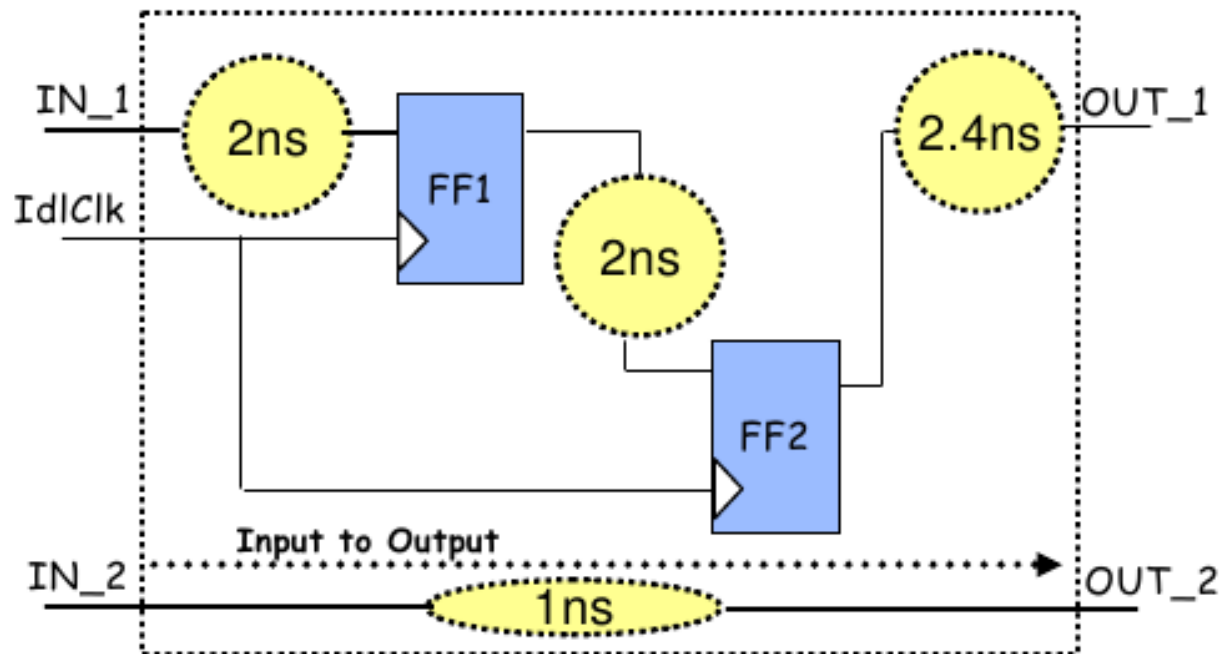 IN_1
2ns
FF1
2.4ns
OUT_1
IdlClk
2ns
FF2
Input to Output
IN_2
1ns
OUT_2